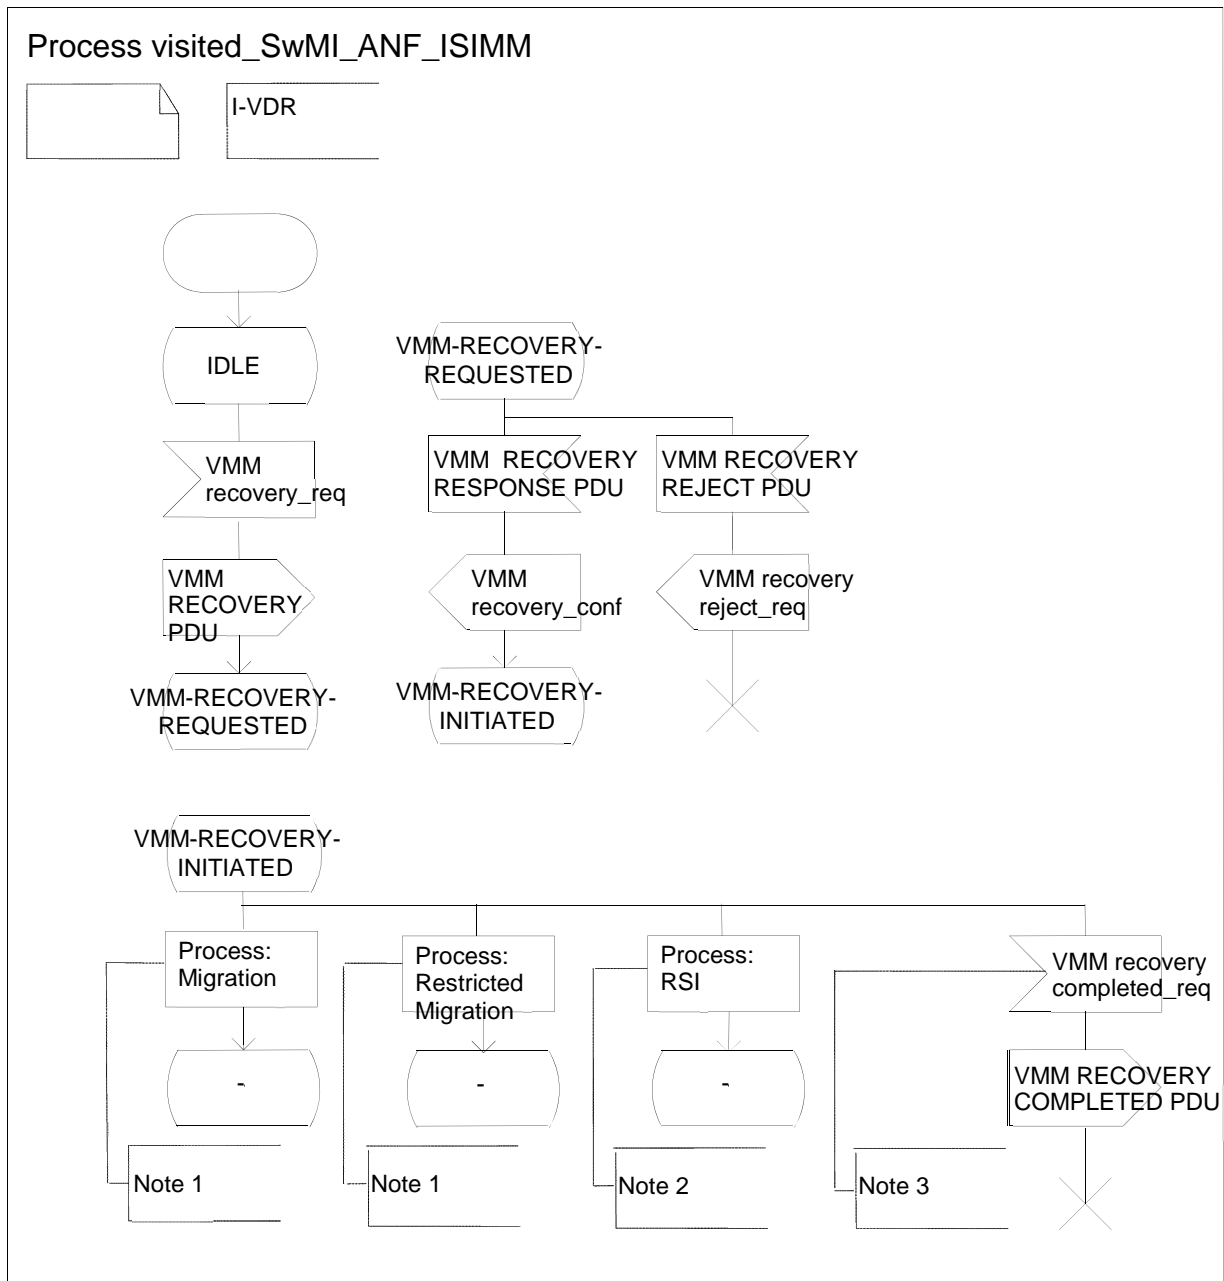 Process visited_SwMI_ANF_ISIMM
I-VDR
IDLE
VMM
recovery_req
VMM
RECOVERY
PDU
VMM-RECOVERY-
REQUESTED
VMM-RECOVERY-
REQUESTED
VMM RECOVERY
RESPONSE PDU
VMM
recovery_conf
VMM-RECOVERY-
INITIATED
VMM RECOVERY
REJECT PDU
VMM recovery
reject_req
VMM-RECOVERY-
INITIATED
Process:
Migration
-
Note 1
Process:
Restricted
Migration
-
Note 1
Process:
RSI
-
Note 2
VMM recovery
completed_req
VMM RECOVERY
COMPLETED PDU
Note 3